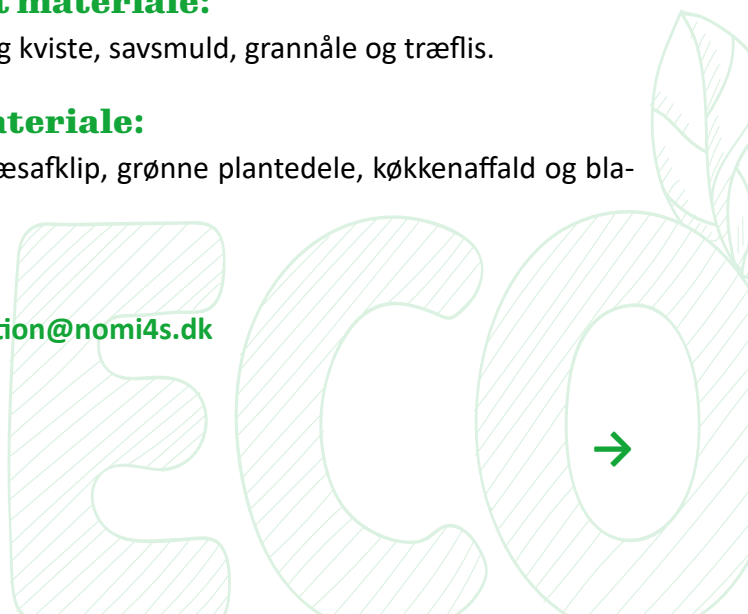 t materiale:
g kviste, savsmuld, grannåle og træflis.
ateriale:
æsafklip, grønne plantedele, køkkenaffald og bla-
tion@nomi4s.dk
→
ECO